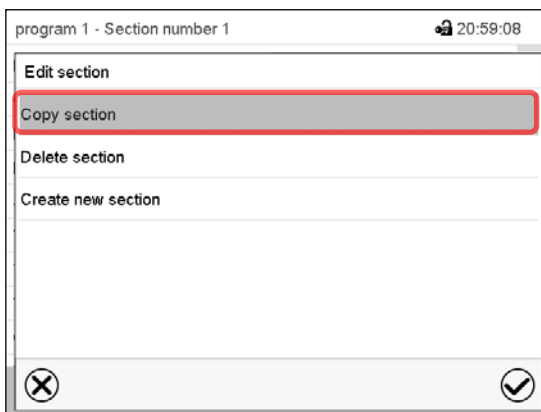 program 1 - Section number 1 20:59:08
Edit section
Copy section
Delete section
Create new section